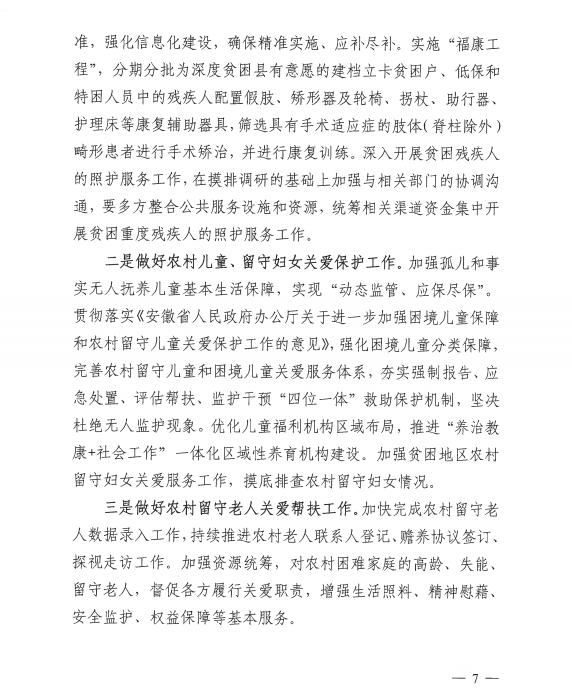 准，强化信息化建设，确保精准实施、应补尽补。实施“福康工
程”，分期分批为深度贫困县有意愿的建档立卡贫困户、低保和
特困人员中的残疾人配置假肢、矫形器及轮椅、拐杖、助行器、
护理床等康复辅助器具，筛选具有手术适应症的肢体(脊柱除外)
畸形患者进行手术矫治，并进行康复训练。深入开展贫困残疾人
的照护服务工作，在摸排调研的基础上加强与相关部门的协调沟
通，要多方整合公共服务设施和资源，统筹相关渠道资金集中开
展贫困重度残疾人的照护服务工作。
二是做好农村儿童、留守妇女关爱保护工作。加强孤儿和事
实无人抚养儿童基本生活保障，实现“动态监管、应保尽保”。
贯彻落实《安徽省人民政府办公厅关于进一步加强困境儿童保障
和农村留守儿童关爱保护工作的意见》，强化困境儿童分类保障，
完善农村留守儿童和困境儿童关爱服务体系，夯实强制报告、应
急处置、评估帮扶、监护干预“四位一体”救助保护机制，坚决
杜绝无人监护现象。优化儿童福利机构区域布局，推进“养治教
康+社会工作”一体化区域性养育机构建设。加强贫困地区农村
留守妇女关爱服务工作，摸底排查农村留守妇女情况。
三是做好农村留守老人关爱帮扶工作。加快完成农村留守老
人数据录入工作，持续推进农村老人联系人登记、赡养协议签订、
探视走访工作。加强资源统筹，对农村困难家庭的高龄、失能、
留守老人，督促各方履行关爱职责，增强生活照料、精神慰藉、
安全监护、权益保障等基本服务。
— 7 —